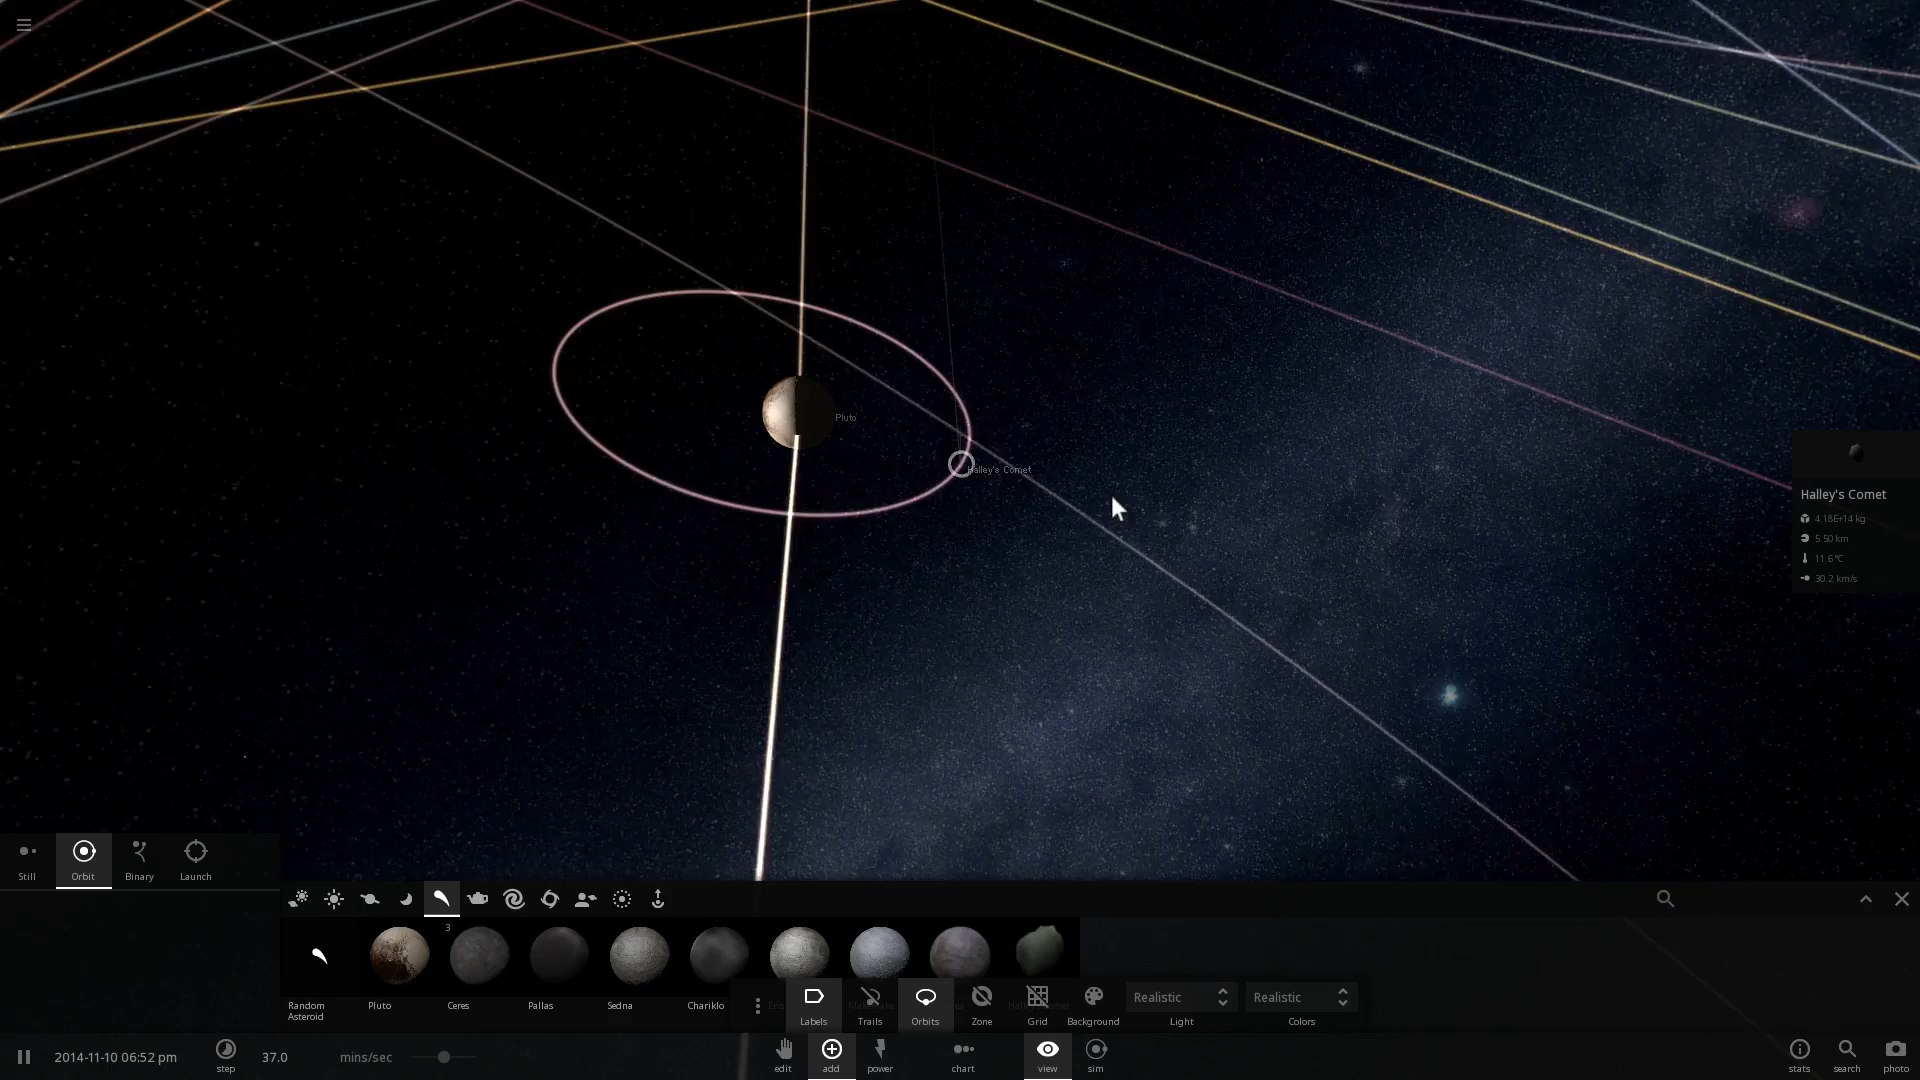 Pluto
Halley's Comet
Halley's Comet
4.18E+14 kg
5.50 km
11.6 °C
30.2 km/s
Still
Orbit
Binary
Launch
3
Random
Asteroid
Pluto
Ceres
Pallas
Sedna
Chariklo
Labels
Trails
Orbits
Zone
Grid
Background
Realistic
Light
Realistic
Colors
2014-11-10 06:52 pm
step
37.0
mins/sec
edit
add
power
chart
view
sim
stats
search
photo